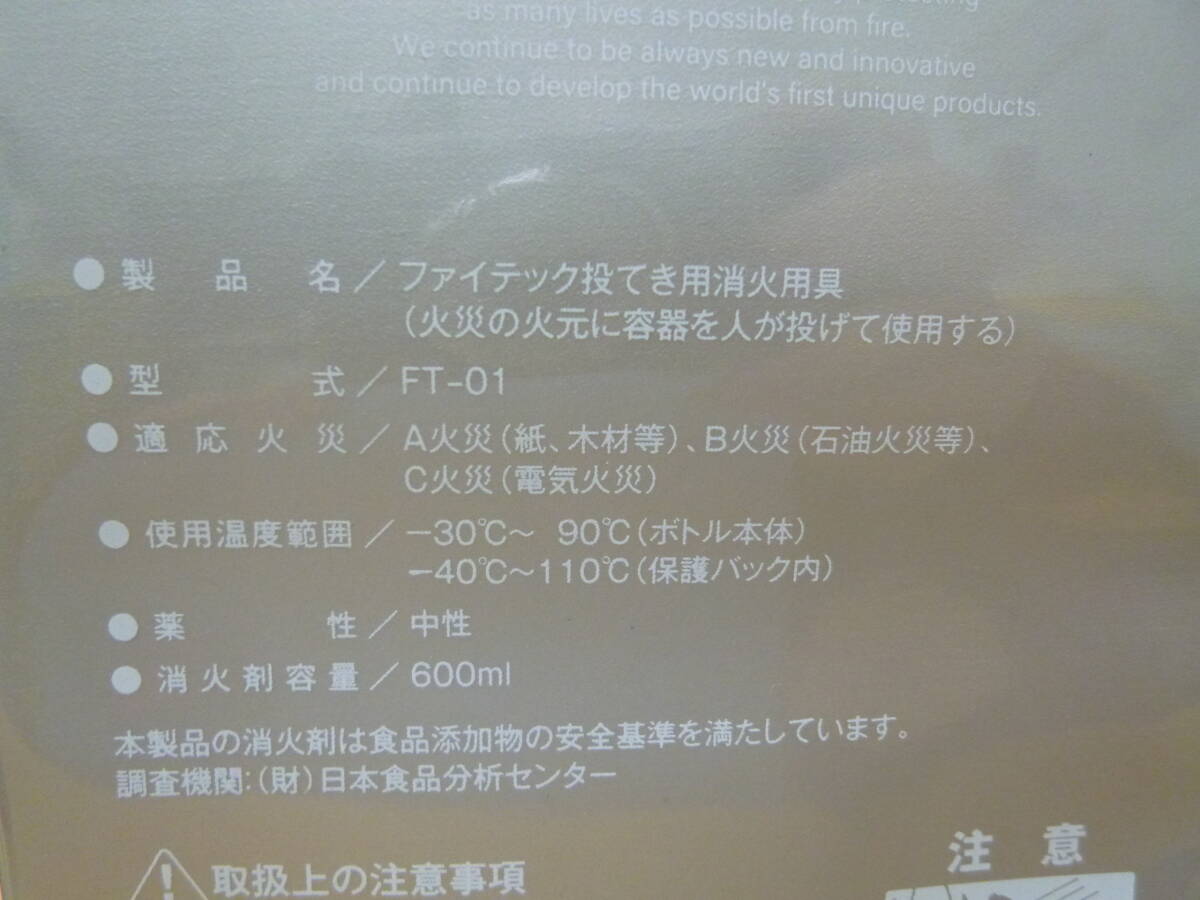 as many lives as possible from fire.
We continue to be always new and innovative
and continue to develop the world's first unique products.
●製品名／ファイテック投てき用消火用具
（火災の火元に容器を人が投げて使用する）
●型式／FT-01
●適応火災／A火災（紙、木材等）、B火災（石油火災等）、
C火災（電気火災）
●使用温度範囲／−30℃〜 90℃（ボトル本体）
−40℃〜110℃（保護バック内）
●薬性／中性
●消火剤容量／600ml
本製品の消火剤は食品添加物の安全基準を満たしています。
調査機関:（財）日本食品分析センター
取扱上の注意事項
注意